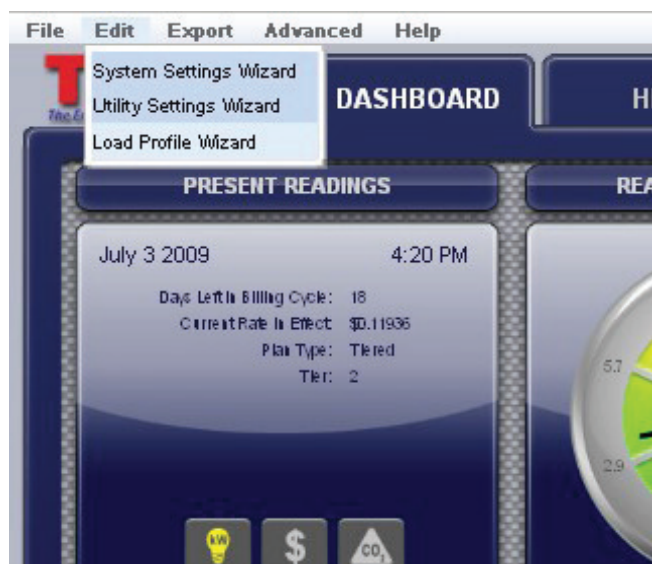 File Edit Export Advanced Help
System Settings Wizard
Utility Settings Wizard
Load Profile Wizard
DASHBOARD
PRESENT READINGS
July 3 2009 4:20 PM
Days Left in Billing Cycle: 18
Current Rate In Effect: $0.11936
Plan Type: Tiered
Tier: 2
5.7
2.9
kW $ CO2